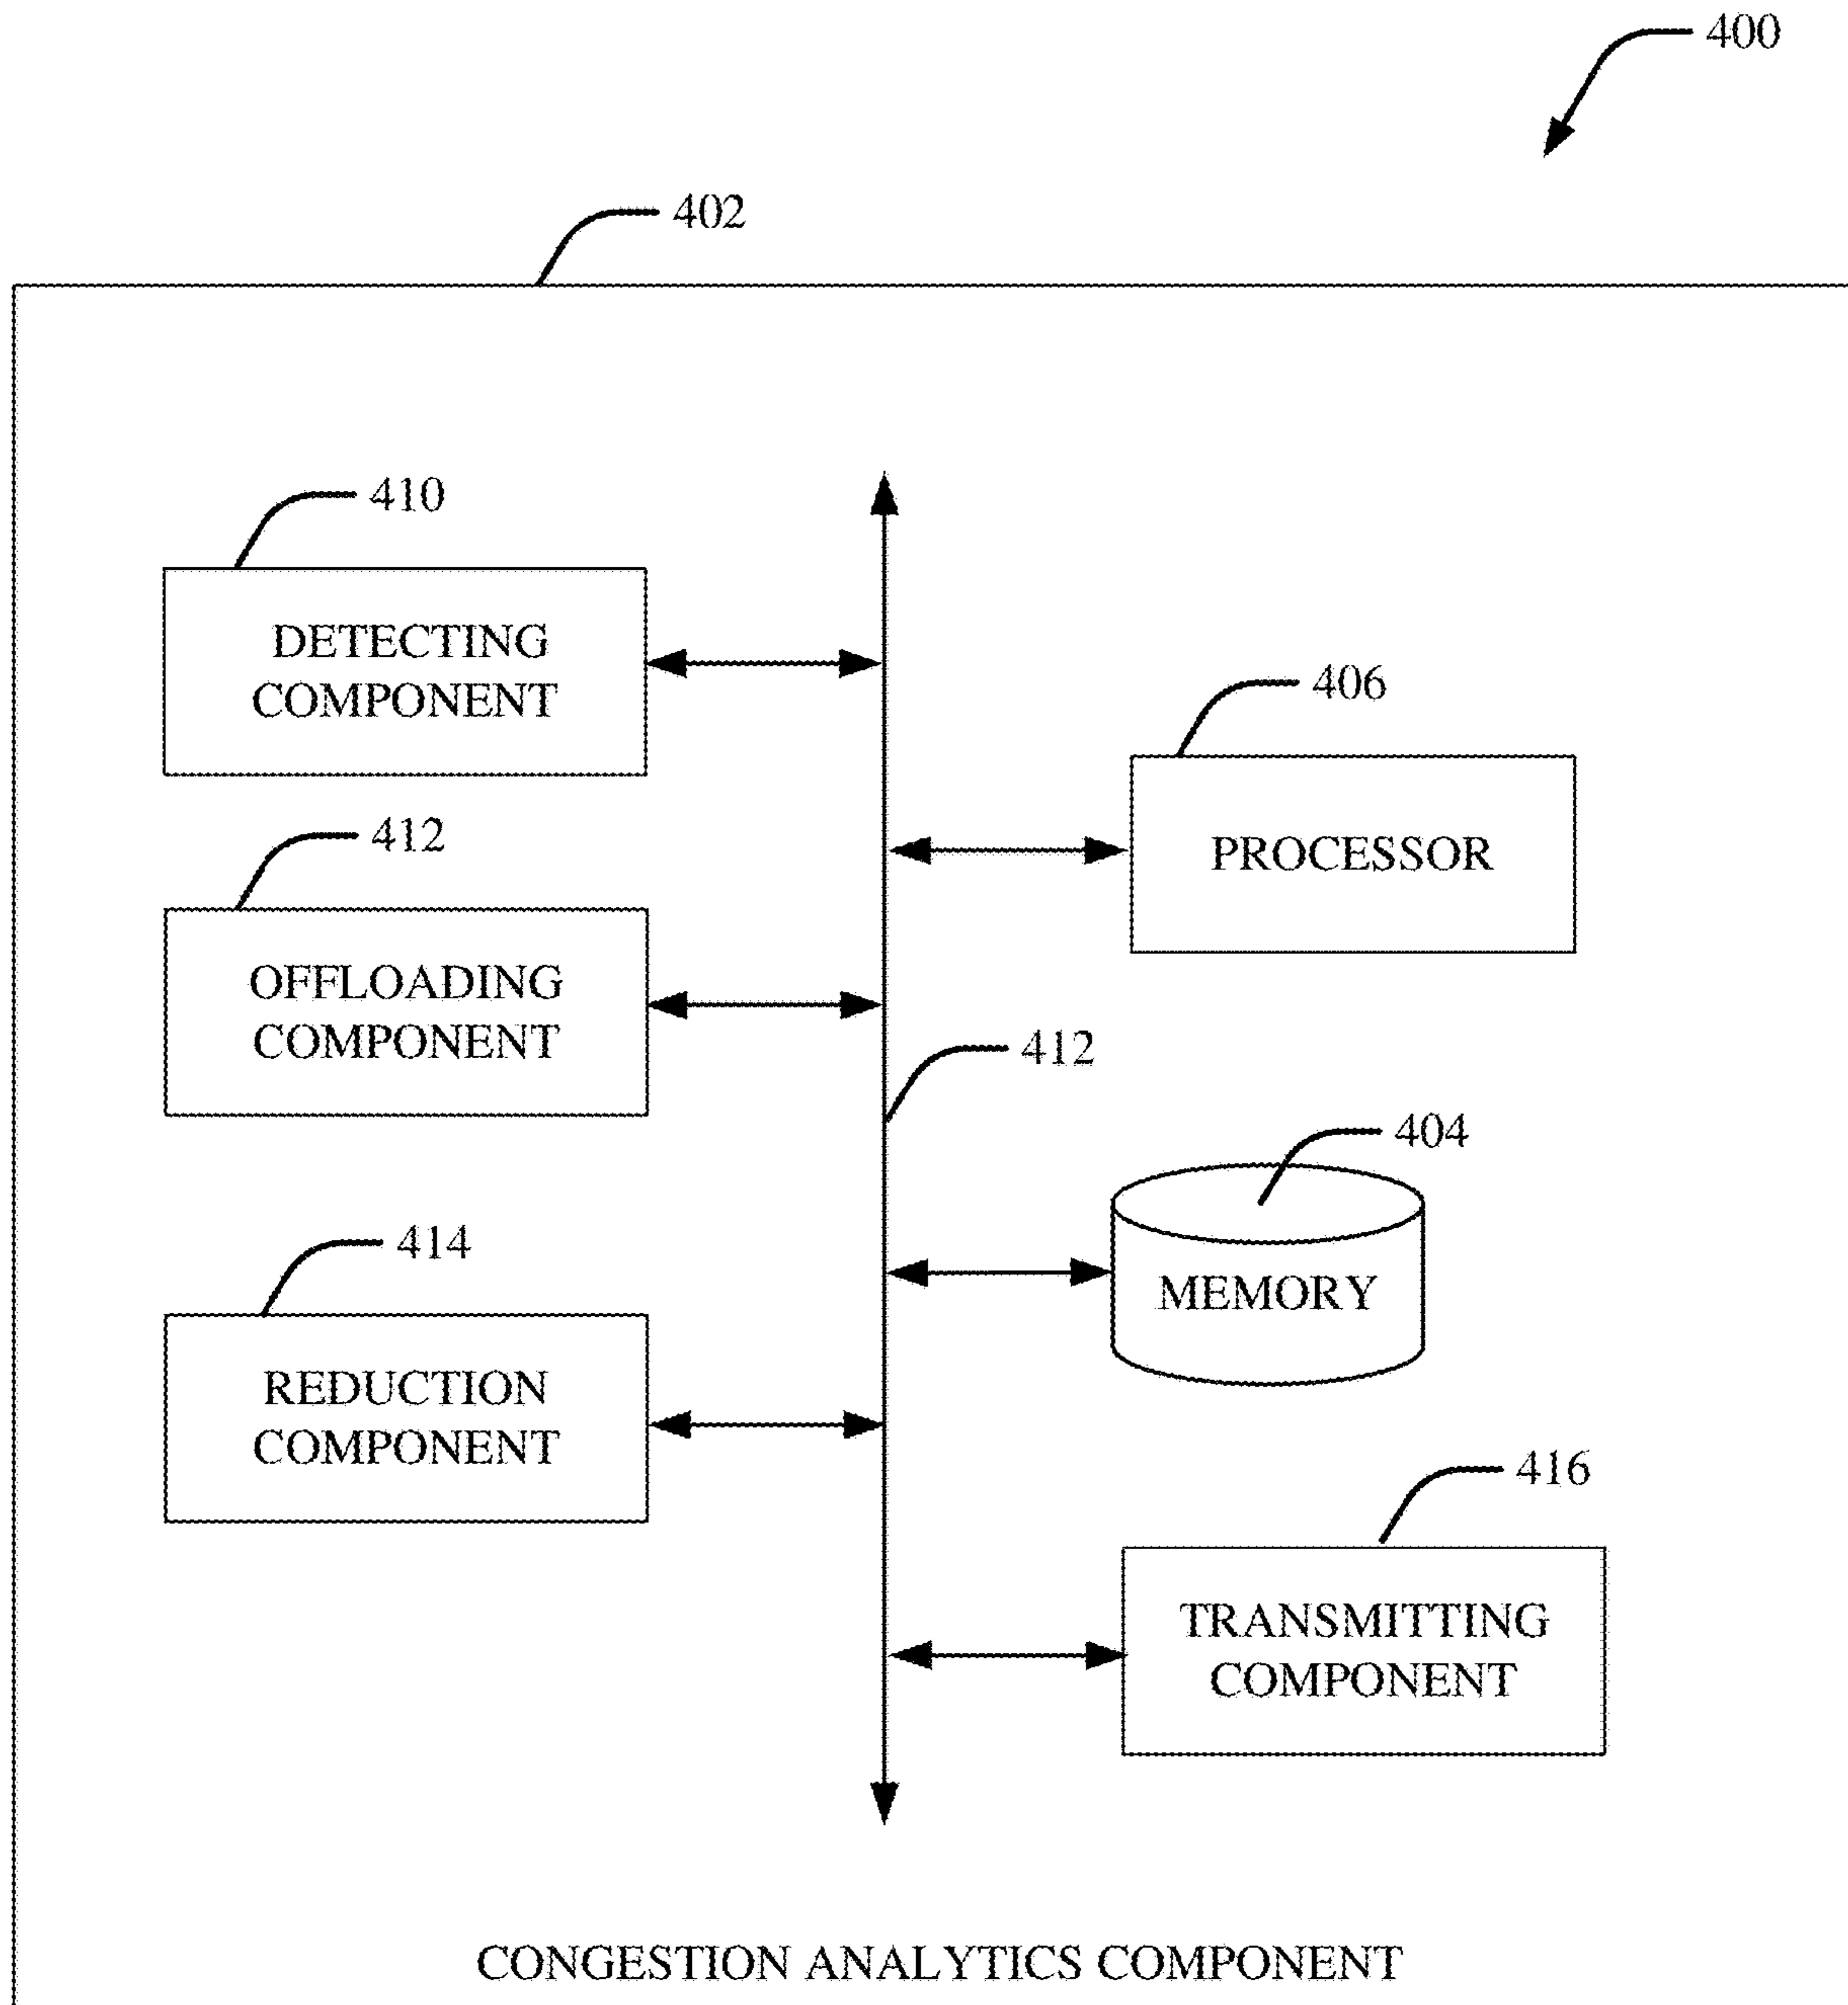 400
402
410
DETECTING
COMPONENT
406
PROCESSOR
412
OFFLOADING
COMPONENT
412
404
MEMORY
414
REDUCTION
COMPONENT
416
TRANSMITTING
COMPONENT
CONGESTION ANALYTICS COMPONENT